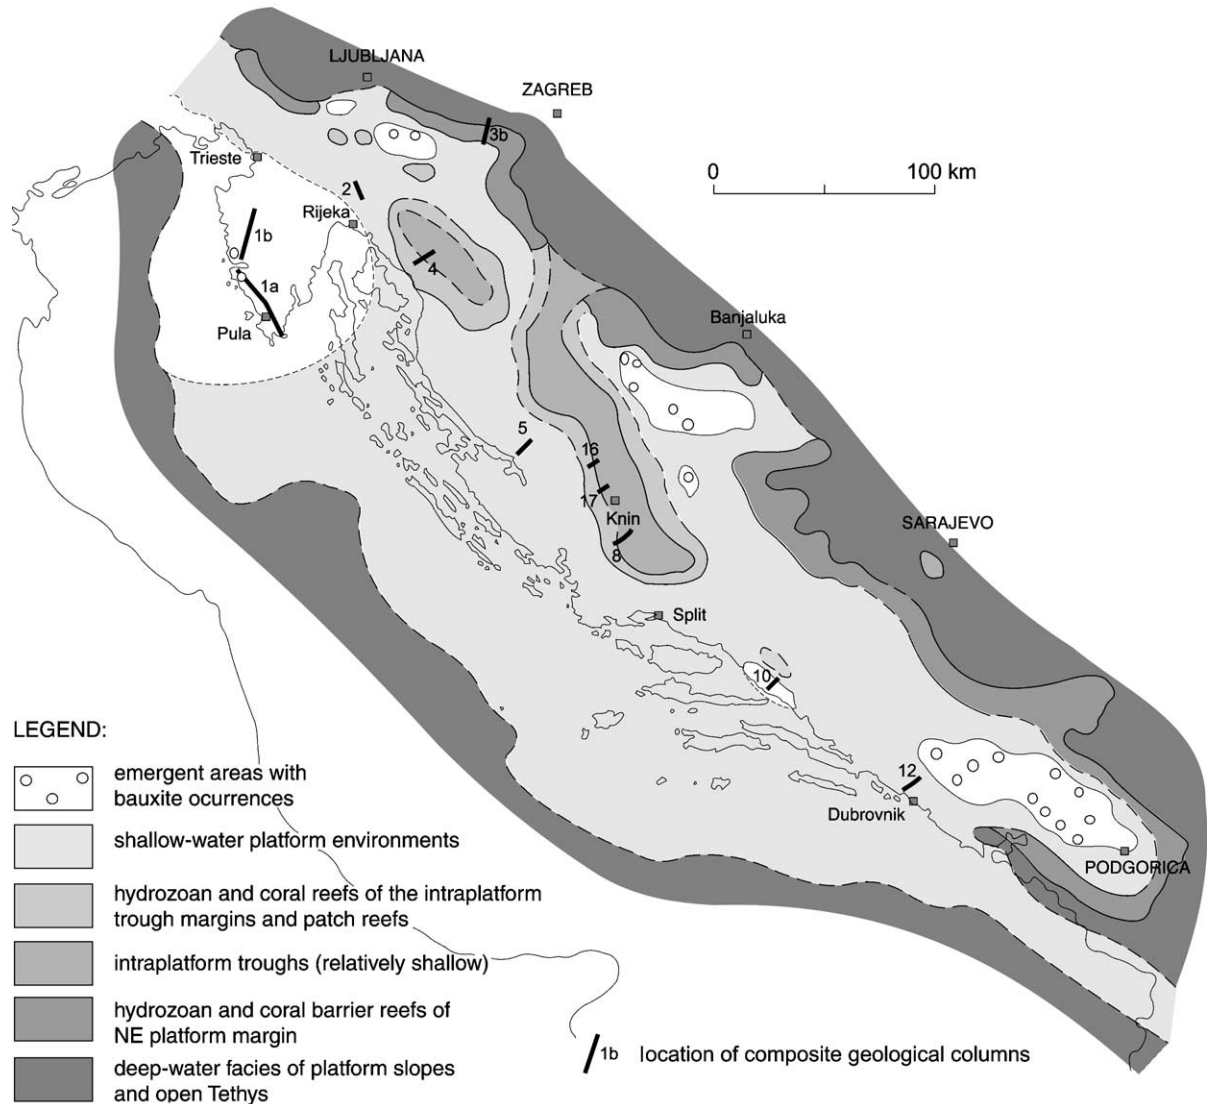 LJUBLJANA
ZAGREB
3b
0
100 km
Trieste
2
Rijeka
1b
4
1a
Pula
Banjaluka
5
16
17
Knin
8
SARAJEVO
Split
10
12
Dubrovnik
PODGORICA
LEGEND:
emergent areas with
bauxite ocurrences
shallow-water platform environments
hydrozoan and coral reefs of the intraplatform
trough margins and patch reefs
intraplatform troughs (relatively shallow)
hydrozoan and coral barrier reefs of
NE platform margin
deep-water facies of platform slopes
and open Tethys
1b
location of composite geological columns